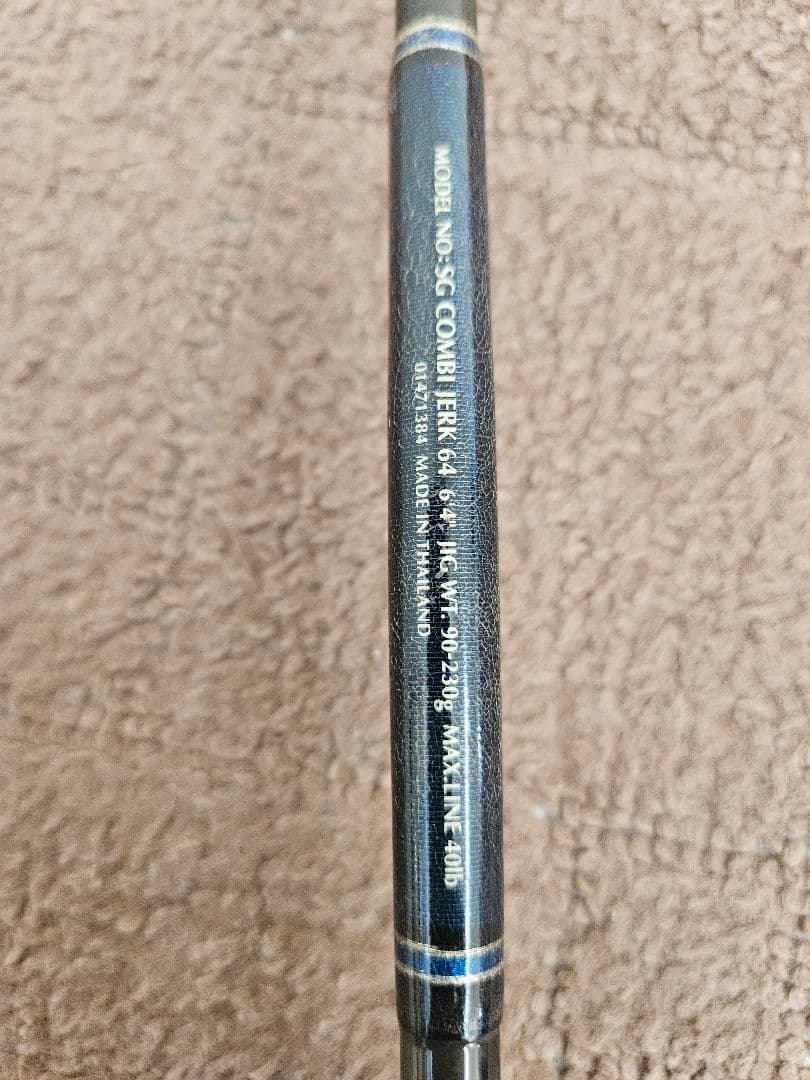 MODEL NO: SG COMBI JERK 64 6'4" JIG WT. 90-230g MAX.LINE 40lb
01471384 MADE IN THAILAND